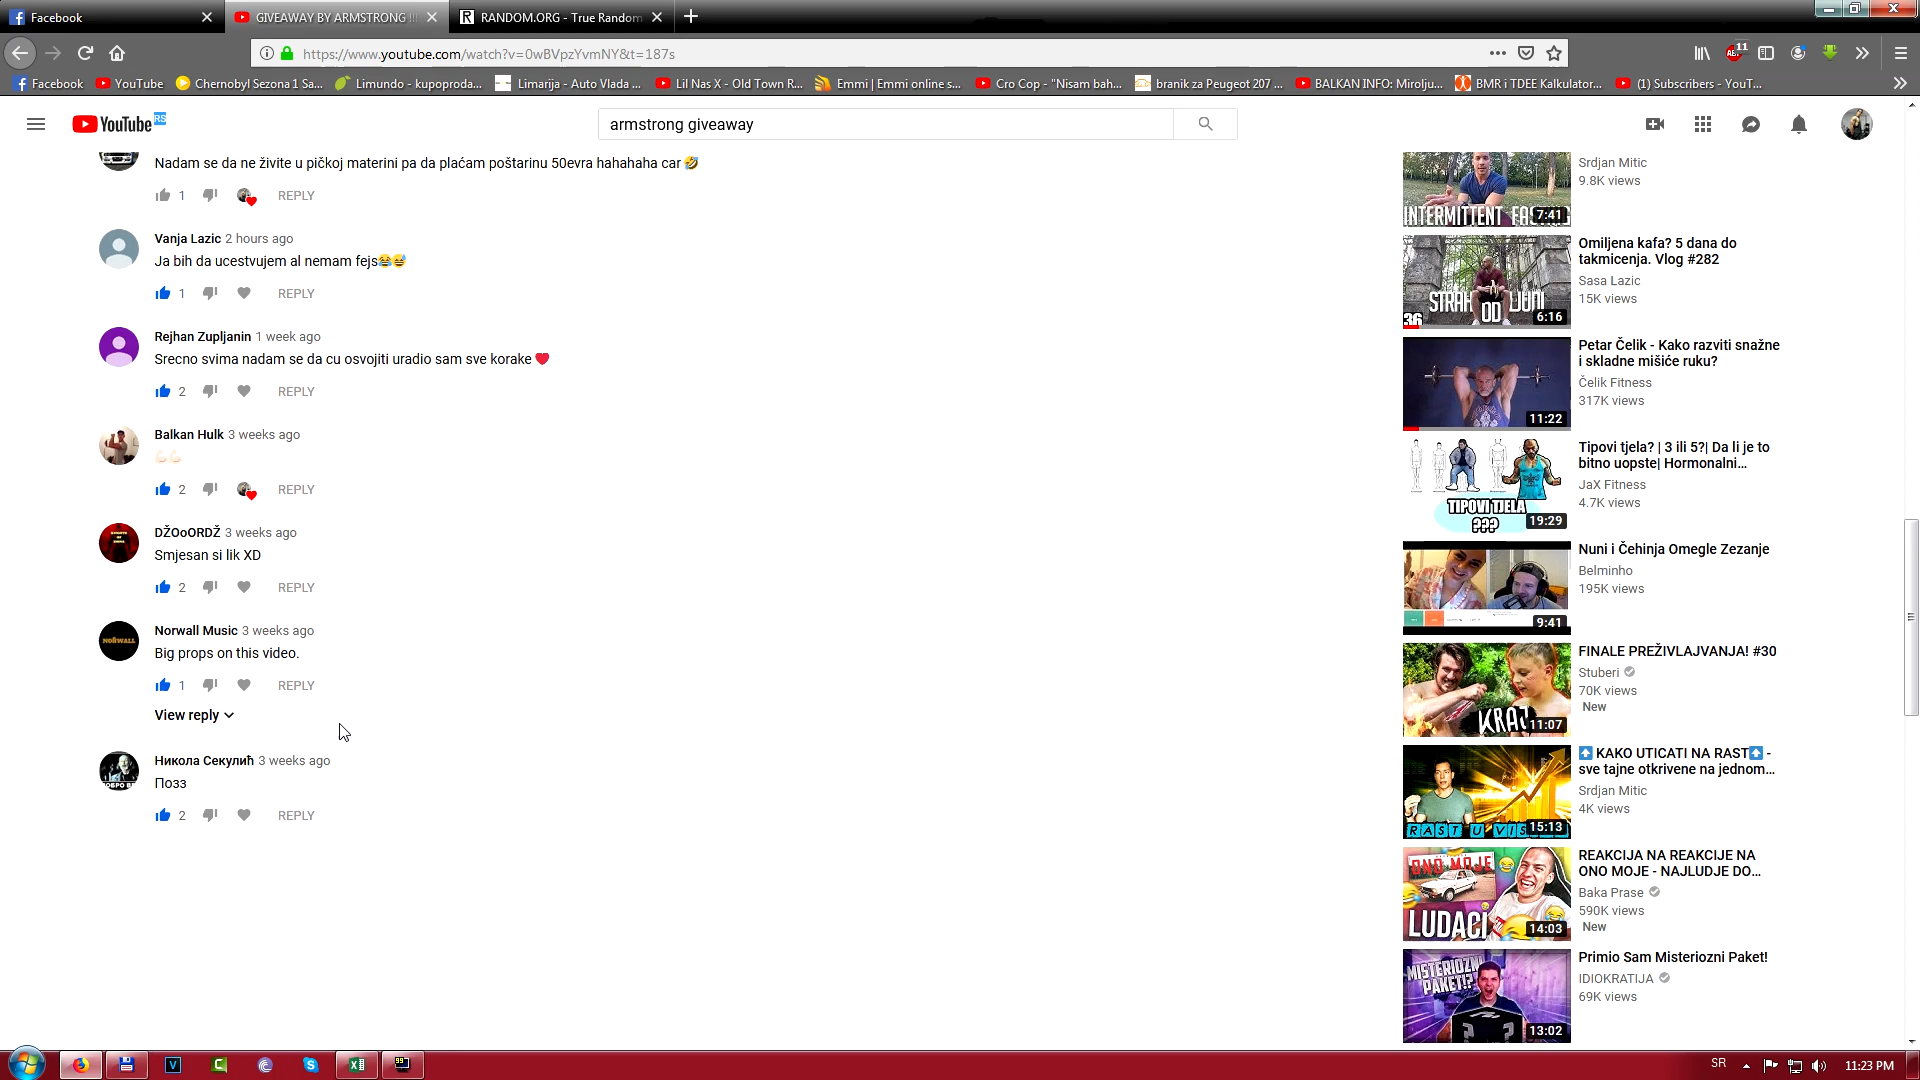 Facebook
GIVEAWAY BY ARMSTRONG !!!
RANDOM.ORG - True Random
https://www.youtube.com/watch?v=0wBVpzYvmNY&t=187s
11
Facebook
YouTube
Chernobyl Sezona 1 Sa...
Limundo - kupoproda...
Limarija - Auto Vlada ...
Lil Nas X - Old Town R...
Emmi | Emmi online s...
Cro Cop - "Nisam bah...
branik za Peugeot 207 ...
BALKAN INFO: Mirolju...
BMR i TDEE Kalkulator...
(1) Subscribers - YouT...
YouTube RS
armstrong giveaway
Nadam se da ne živite u pičkoj materini pa da plaćam poštarinu 50evra hahahaha car 🤣
1 REPLY
Vanja Lazic 2 hours ago
Ja bih da ucestvujem al nemam fejs😂😅
1 REPLY
Rejhan Zupljanin 1 week ago
Srecno svima nadam se da cu osvojiti uradio sam sve korake ❤
2 REPLY
Balkan Hulk 3 weeks ago
💪🏻💪🏻
2 REPLY
DŽOoORDŽ 3 weeks ago
Smjesan si lik XD
2 REPLY
NORWALL
Norwall Music 3 weeks ago
Big props on this video.
1 REPLY
View reply
Никола Секулић 3 weeks ago
Позз
2 REPLY
INTERMITTENT FASTING
7:41
Srdjan Mitic
9.8K views
STRAH OD LJUNI
36
6:16
Omiljena kafa? 5 dana do
takmicenja. Vlog #282
Sasa Lazic
15K views
11:22
Petar Čelik - Kako razviti snažne
i skladne mišiće ruku?
Čelik Fitness
317K views
TIPOVI TJELA
???
19:29
Tipovi tjela? | 3 ili 5?| Da li je to
bitno uopste| Hormonalni...
JaX Fitness
4.7K views
9:41
Nuni i Čehinja Omegle Zezanje
Belminho
195K views
KRAJ
11:07
FINALE PREŽIVLAJVANJA! #30
Stuberi
70K views
New
RAST U VIS
15:13
⬆ KAKO UTICATI NA RAST⬆ -
sve tajne otkrivene na jednom...
Srdjan Mitic
4K views
ONO MOJE
LUDACI
14:03
REAKCIJA NA REAKCIJE NA
ONO MOJE - NAJLUDJE DO...
Baka Prase
590K views
New
MISTERIOZNI
PAKET!?
13:02
Primio Sam Misteriozni Paket!
IDIOKRATIJA
69K views
SR
11:23 PM